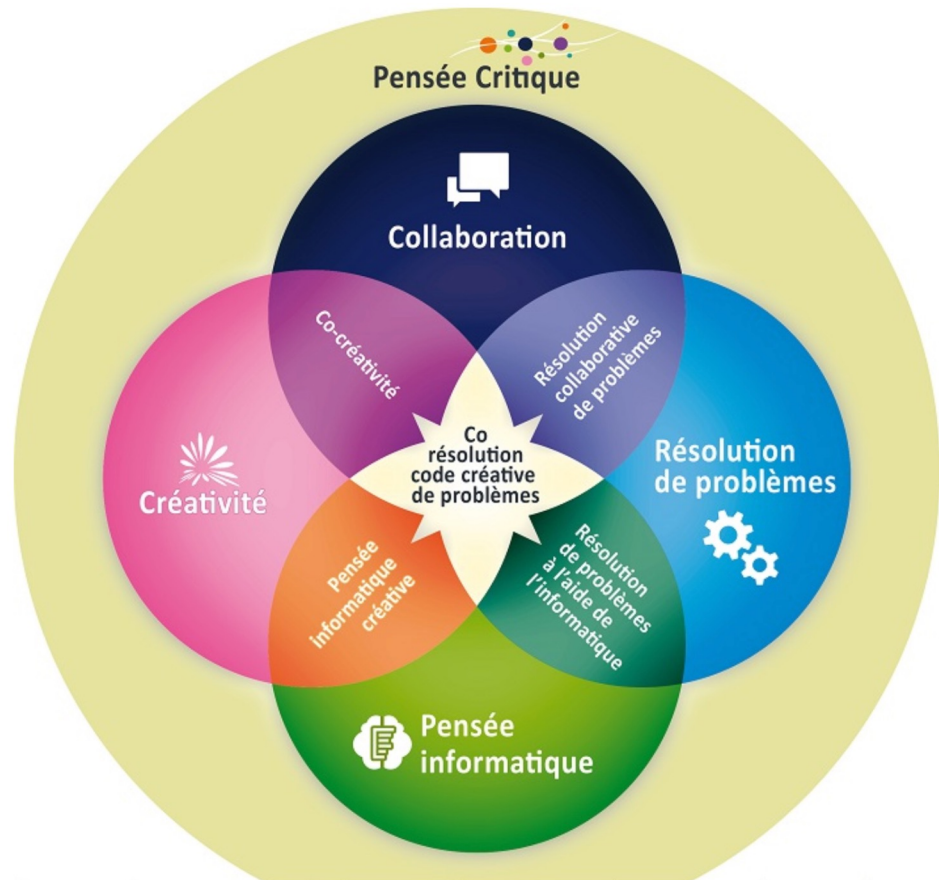 Pensée Critique
Collaboration
Co-créativité
Résolution
collaborative
de problèmes
Co
résolution
code créative
de problèmes
Résolution
de problèmes
Créativité
Pensée
informatique
créative
Résolution
de problèmes
à l'aide de
l'informatique
Pensée
informatique